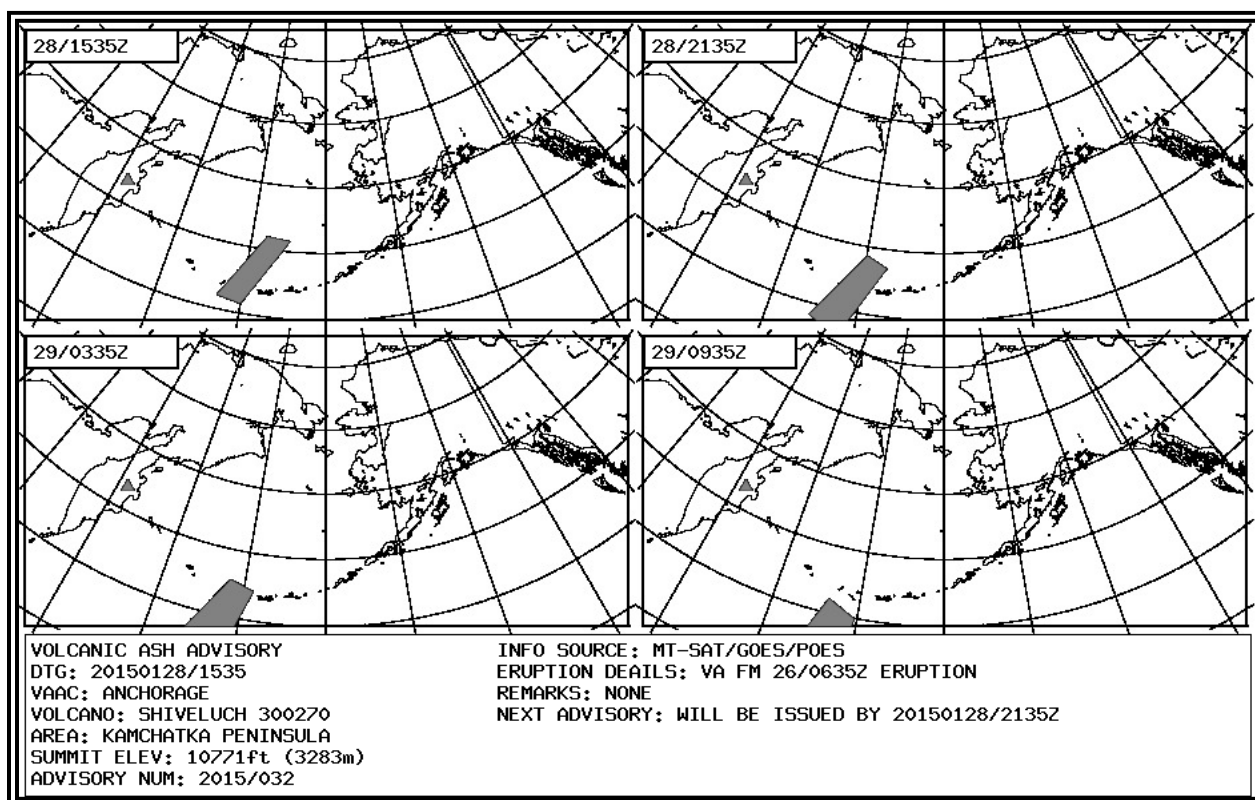 28/1535Z
28/2135Z
29/0335Z
29/0935Z
VOLCANIC ASH ADVISORY
DTG: 20150128/1535
VAAC: ANCHORAGE
VOLCANO: SHIVELUCH 300270
AREA: KAMCHATKA PENINSULA
SUMMIT ELEV: 10771ft (3283m)
ADVISORY NUM: 2015/032
INFO SOURCE: MT-SAT/GOES/POES
ERUPTION DEAILS: VA FM 26/0635Z ERUPTION
REMARKS: NONE
NEXT ADVISORY: WILL BE ISSUED BY 20150128/2135Z